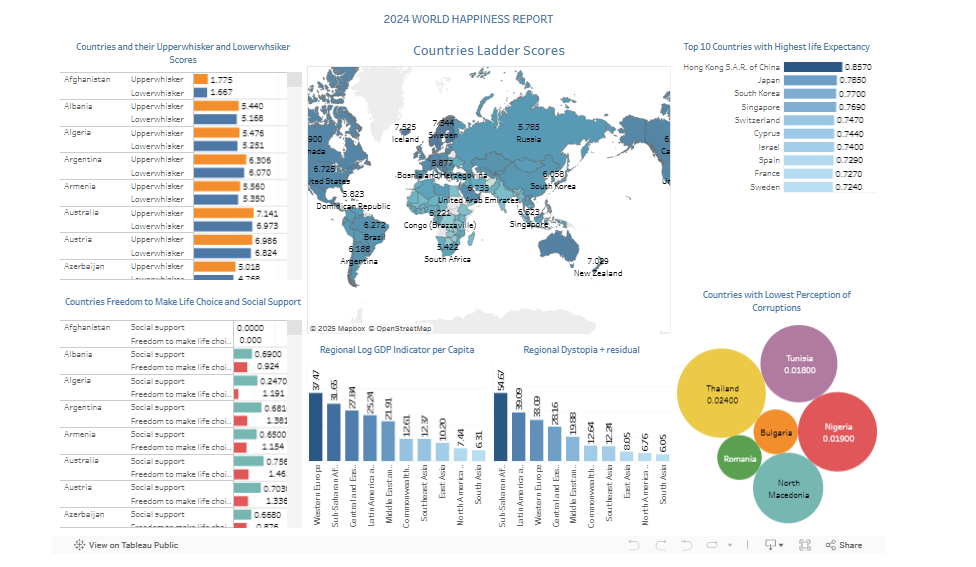 2024 WORLD HAPPINESS REPORT
Countries and their Upperwhisker and Lowerwhsiker
Scores
Afghanistan Upperwhisker 1.775
Lowerwhisker 1.667
Albania Upperwhisker 5.440
Lowerwhisker 5.168
Algeria Upperwhisker 5.476
Lowerwhisker 5.251
Argentina Upperwhisker 6.306
Lowerwhisker 6.070
Armenia Upperwhisker 5.560
Lowerwhisker 5.350
Australia Upperwhisker 7.141
Lowerwhisker 6.973
Austria Upperwhisker 6.986
Lowerwhisker 6.824
Azerbaijan Upperwhisker 5.018
Lowerwhisker 4.768
Countries Ladder Scores
7.525
Iceland
7.344
Sweden
5.785
Russia
900
nada
6.725
ited States
5.877
Bosnia and Herzegovina
6.058
South Korea
6.733
United Arab Emirates
5.823
Dominican Republic
5.221
Congo (Brazzaville)
6.523
Singapore
6.272
Brazil
6.188
Argentina
5.422
South Africa
7.029
New Zealand
6.
Ca
© 2025 Mapbox © OpenStreetMap
Top 10 Countries with Highest life Expectancy
Hong Kong S.A.R. of China 0.8570
Japan 0.7850
South Korea 0.7700
Singapore 0.7690
Switzerland 0.7470
Cyprus 0.7440
Israel 0.7400
Spain 0.7290
France 0.7270
Sweden 0.7240
Countries Freedom to Make Life Choice and Social Support
Afghanistan Social support 0.0000
Freedom to make life choi.. 0.000
Albania Social support 0.6900
Freedom to make life choi.. 0.924
Algeria Social support 0.2470
Freedom to make life choi.. 1.191
Argentina Social support 0.681
Freedom to make life choi.. 1.381
Armenia Social support 0.6500
Freedom to make life choi.. 1.154
Australia Social support 0.756
Freedom to make life choi.. 1.46
Austria Social support 0.703
Freedom to make life choi.. 1.336
Azerbaijan Social support 0.6680
Freedom to make life choi.. 0.876
Regional Log GDP Indicator per Capita
37.47
31.65
27.84
25.24
21.91
12.61
12.37
10.20
7.44
6.31
Western Europe
Sub-Saharan Af..
Central and Eas..
Latin America a..
Middle East an..
Commonwealth..
Southeast Asia
East Asia
North America ..
South Asia
Regional Dystopia + residual
54.67
39.09
33.09
28.16
19.88
12.64
12.24
8.05
6.76
6.05
Sub-Saharan Af..
Latin America a..
Western Europe
Central and Eas..
Middle East an..
Commonwealth..
Southeast Asia
East Asia
North America ..
South Asia
Countries with Lowest Perception of
Corruptions
Tunisia
0.01800
Thailand
0.02400
Nigeria
0.01900
Bulgaria
Romania
North
Macedonia
View on Tableau Public
Share